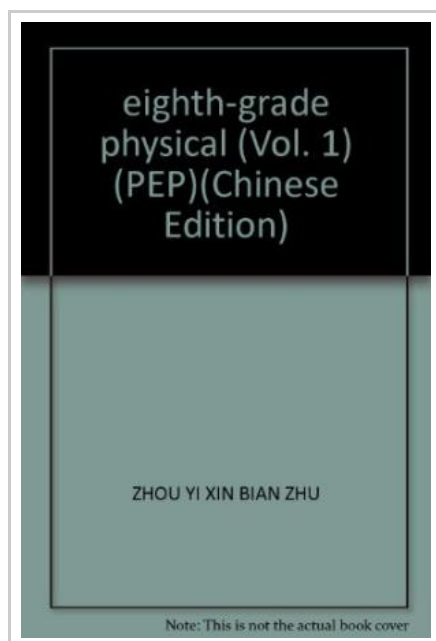 eighth-grade
physical (Vol. 1)
(PEP)(Chinese
Edition)
ZHOU YI XIN BIAN ZHU
Note: This is not the actual book cover